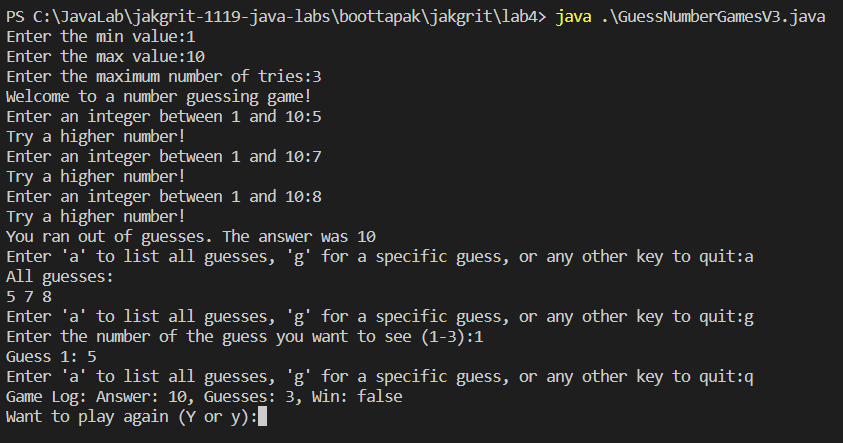 PS C:\JavaLab\jakgrit-1119-java-labs\boottapak\jakgrit\lab4> java .\GuessNumberGamesV3.java
Enter the min value:1
Enter the max value:10
Enter the maximum number of tries:3
Welcome to a number guessing game!
Enter an integer between 1 and 10:5
Try a higher number!
Enter an integer between 1 and 10:7
Try a higher number!
Enter an integer between 1 and 10:8
Try a higher number!
You ran out of guesses. The answer was 10
Enter 'a' to list all guesses, 'g' for a specific guess, or any other key to quit:a
All guesses:
5 7 8
Enter 'a' to list all guesses, 'g' for a specific guess, or any other key to quit:g
Enter the number of the guess you want to see (1-3):1
Guess 1: 5
Enter 'a' to list all guesses, 'g' for a specific guess, or any other key to quit:q
Game Log: Answer: 10, Guesses: 3, Win: false
Want to play again (Y or y):